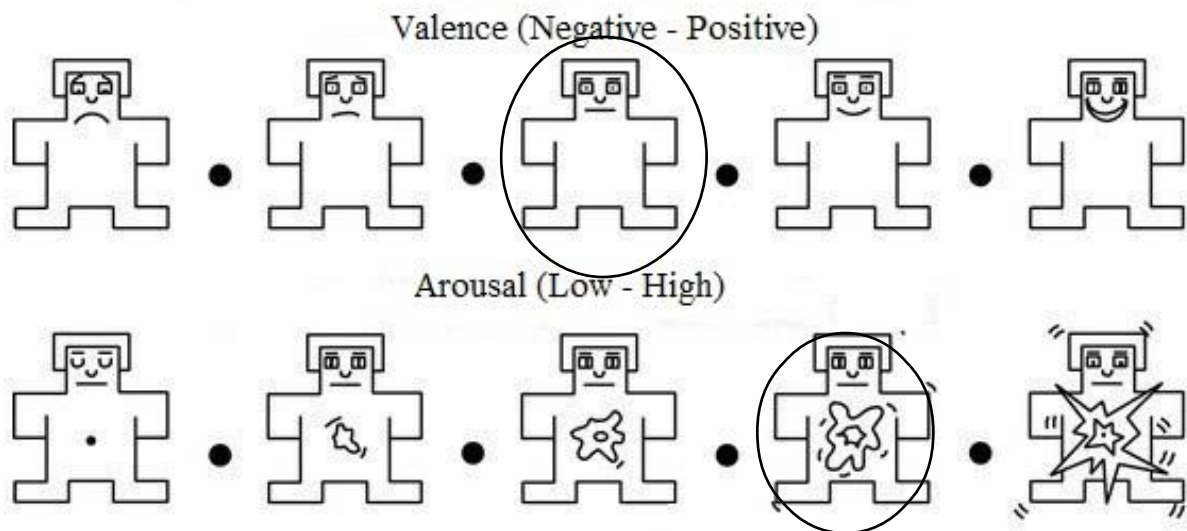 Valence (Negative - Positive)
Arousal (Low - High)